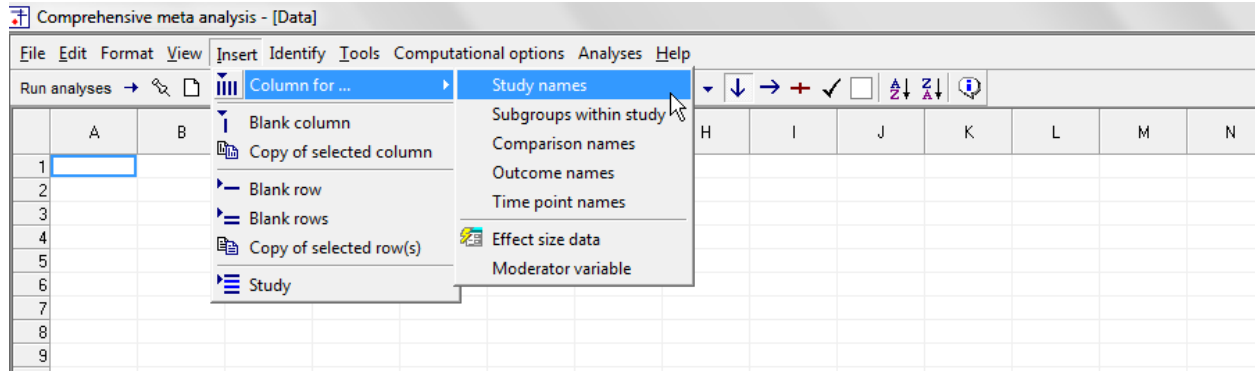 Comprehensive meta analysis - [Data]
File Edit Format View Insert Identify Tools Computational options Analyses Help
Run analyses
Column for ...
Study names
Subgroups within study
Blank column
Comparison names
Copy of selected column
Outcome names
Blank row
Time point names
Blank rows
Effect size data
Copy of selected row(s)
Moderator variable
Study
A B H I J K L M N
1
2
3
4
5
6
7
8
9